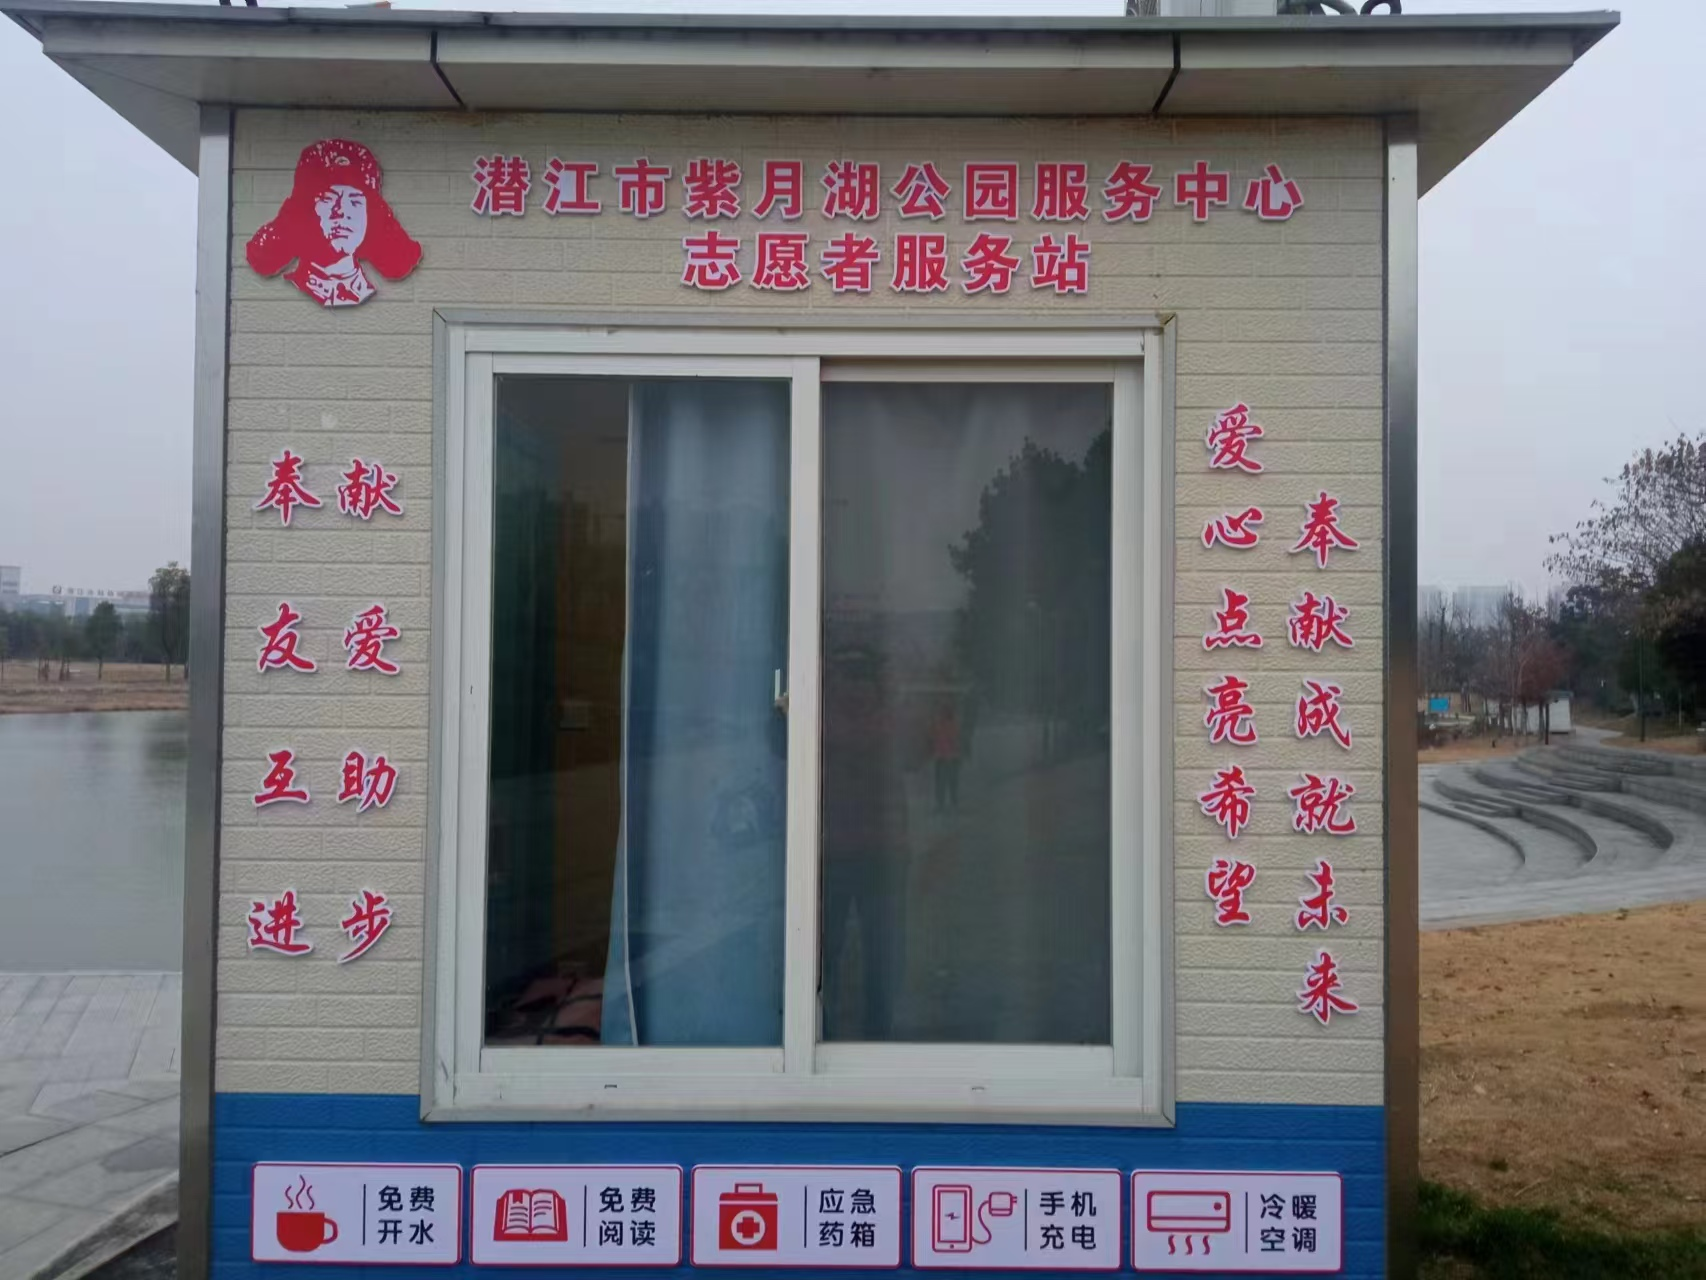 潜江市紫月湖公园服务中心
志愿者服务站
奉献
友爱
互助
进步
爱心点亮希望
奉献成就未来
免费
开水
免费
阅读
应急
药箱
手机
充电
冷暖
空调